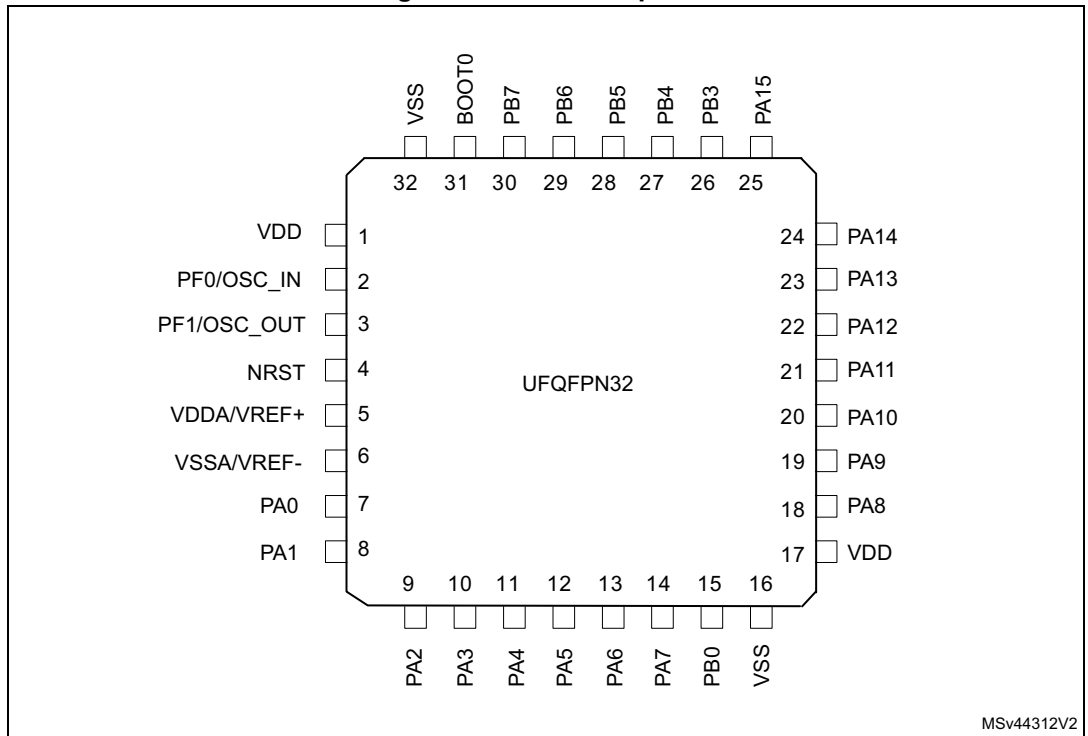 VSS
BOOT0
PB7
PB6
PB5
PB4
PB3
PA15
32 31 30 29 28 27 26 25
VDD 1
PF0/OSC_IN 2
PF1/OSC_OUT 3
NRST 4
VDDA/VREF+ 5
VSSA/VREF- 6
PA0 7
PA1 8
UFQFPN32
24 PA14
23 PA13
22 PA12
21 PA11
20 PA10
19 PA9
18 PA8
17 VDD
9 10 11 12 13 14 15 16
PA2
PA3
PA4
PA5
PA6
PA7
PB0
VSS
MSv44312V2